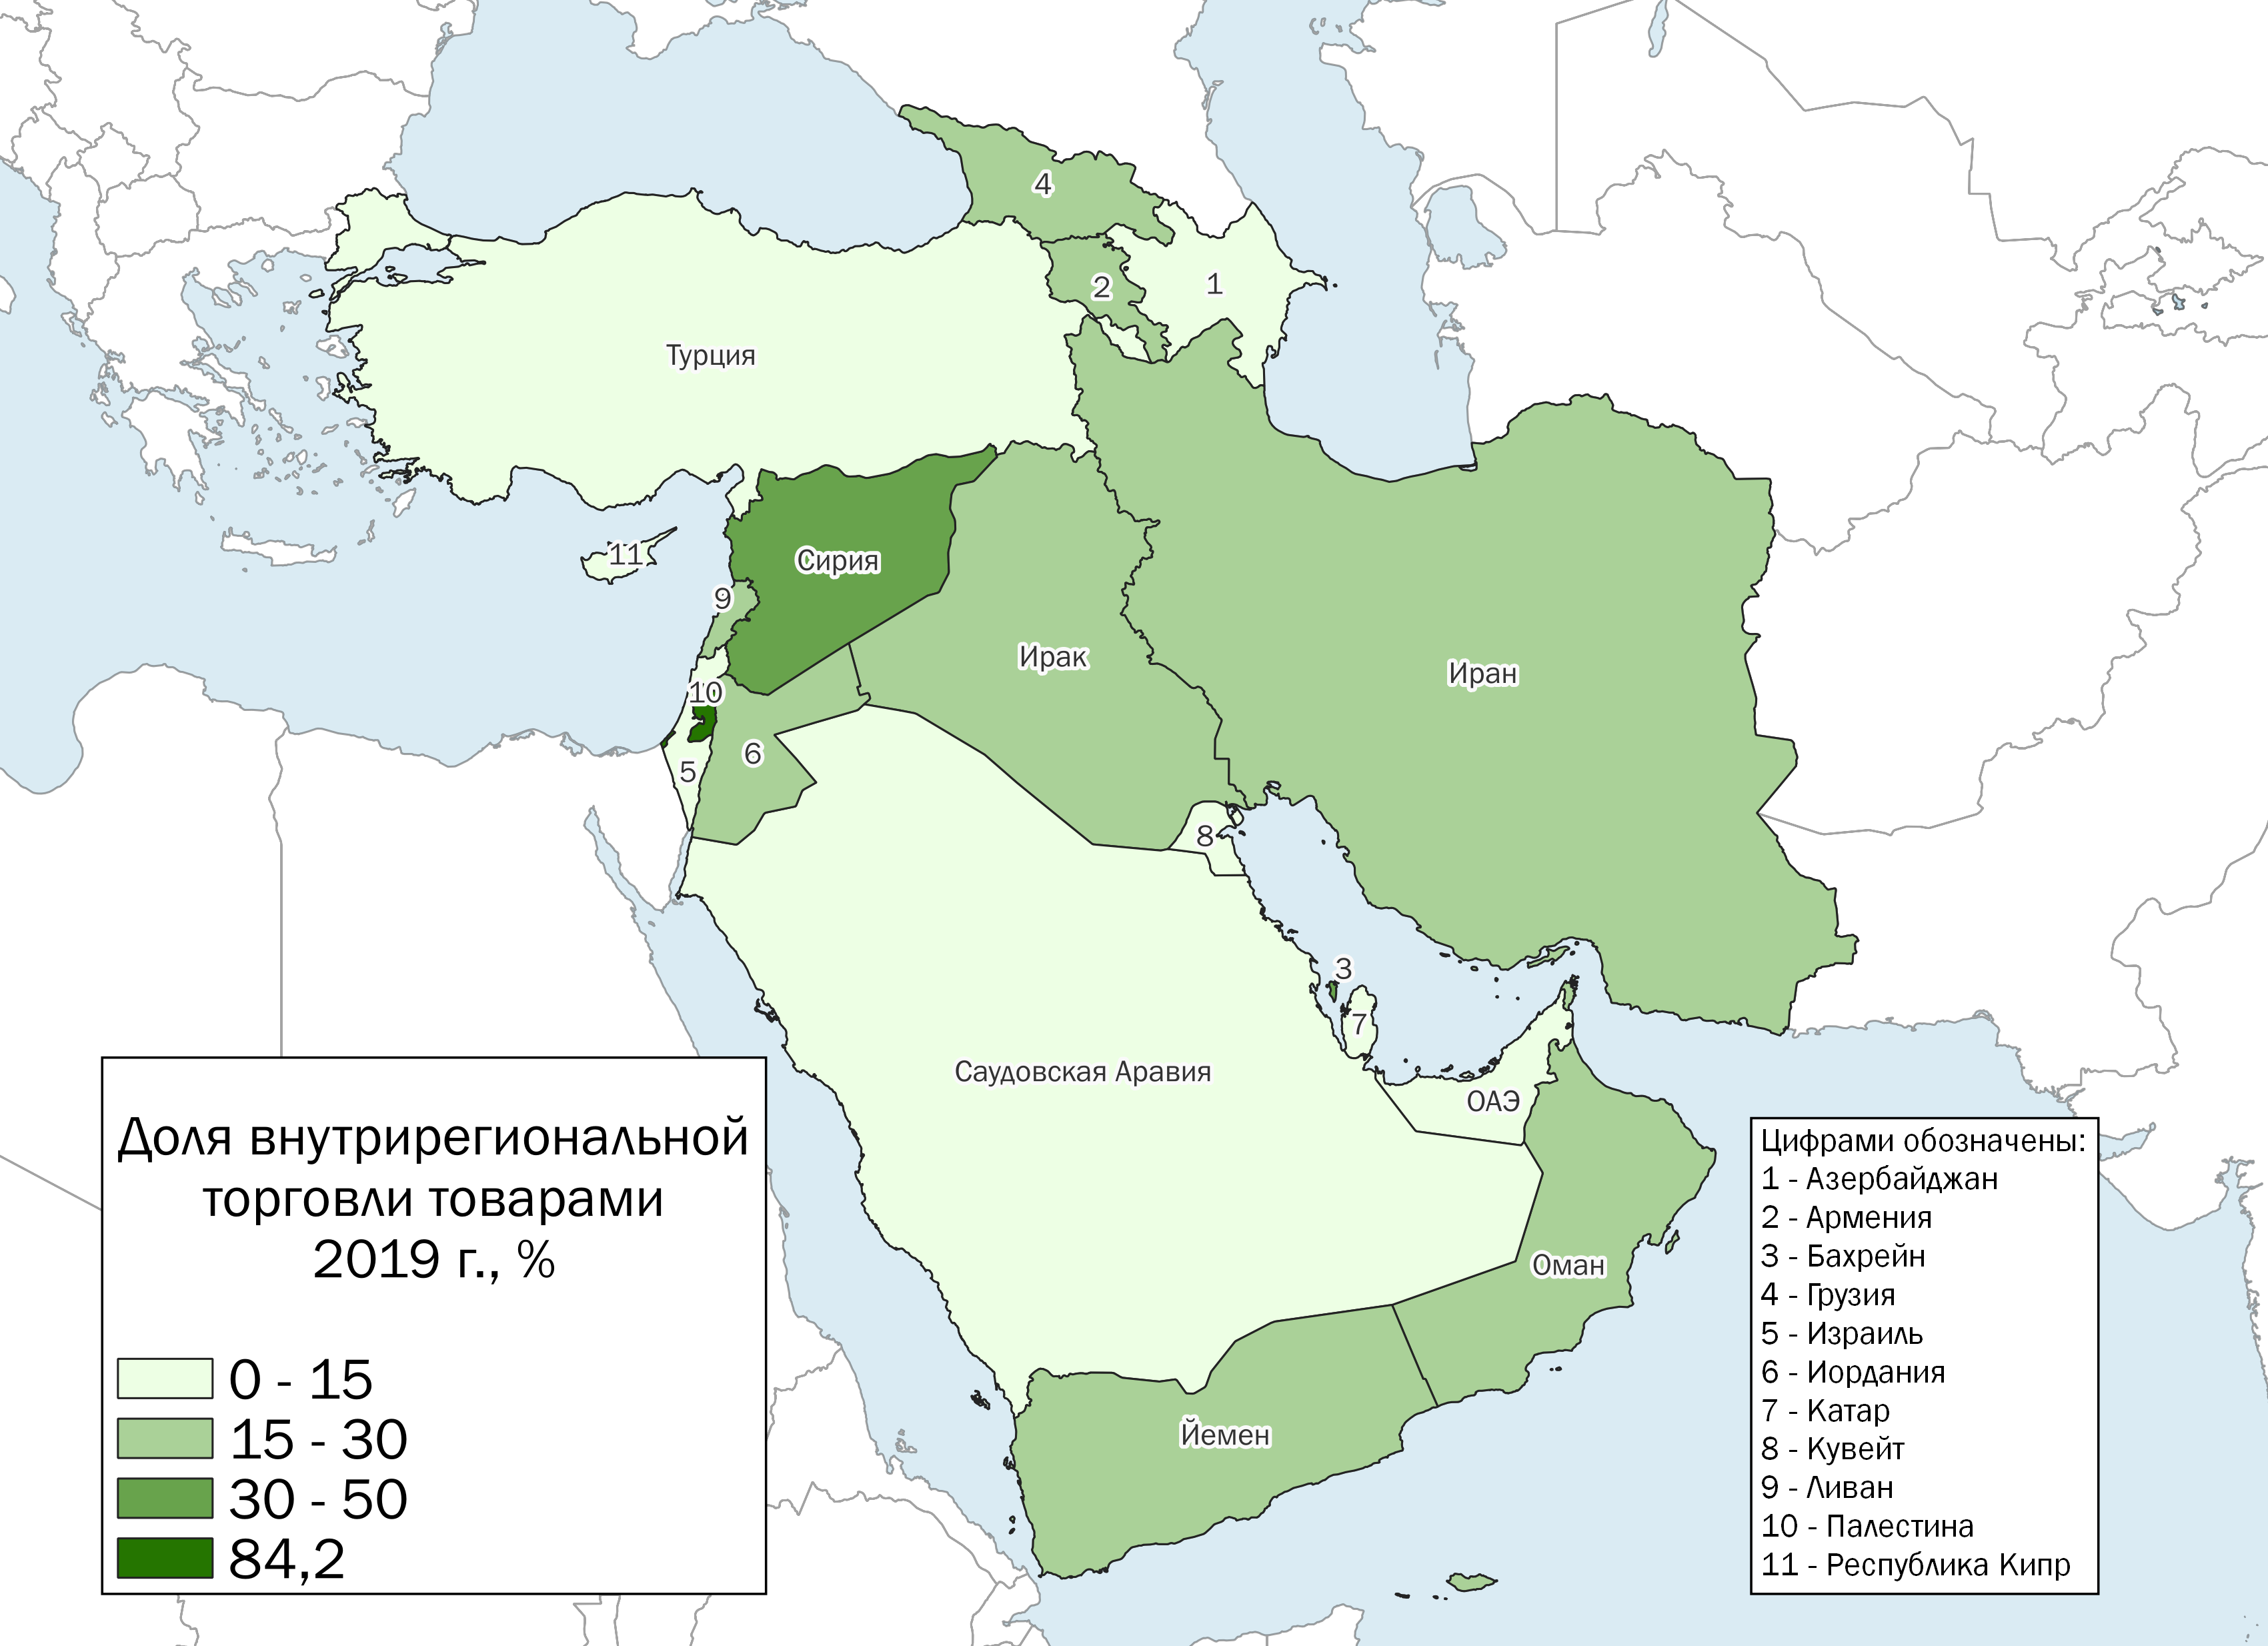 4
2
1
Турция
11
Сирия
9
Ирак
Иран
10
6
5
8
3
7
Саудовская Аравия
ОАЭ
Оман
Йемен
Доля внутрирегиональной
торговли товарами
2019 г., %
0 - 15
15 - 30
30 - 50
84,2
Цифрами обозначены:
1 - Азербайджан
2 - Армения
3 - Бахрейн
4 - Грузия
5 - Израиль
6 - Иордания
7 - Катар
8 - Кувейт
9 - Ливан
10 - Палестина
11 - Республика Кипр